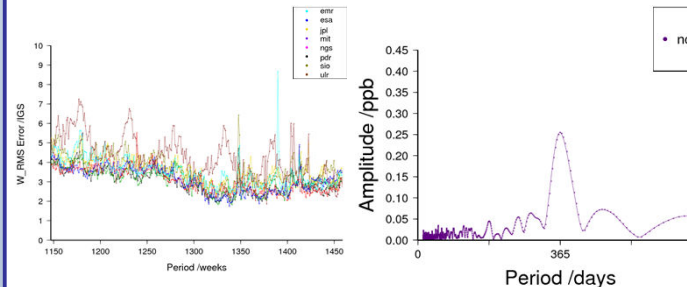 emr
esa
jpl
mit
ngs
pdr
sio
ulr
10
9
8
7
6
5
4
3
2
1
0
W_RMS Error /IGS
1150 1200 1250 1300 1350 1400 1450
Period /weeks
0.45
0.40
0.35
0.30
0.25
0.20
0.15
0.10
0.05
0.00
Amplitude /ppb
0 365
Period /days